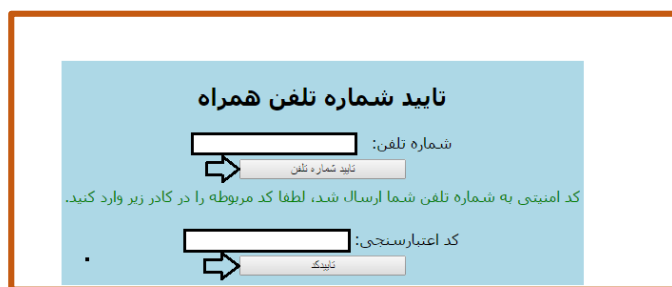 تایید شماره تلفن همراه
شماره تلفن:
تایید شماره تلفن
کد امنیتی به شماره تلفن شما ارسال شد، لطفا کد مربوطه را در کادر زیر وارد کنید.
کد اعتبارسنجی:
تاییدکد